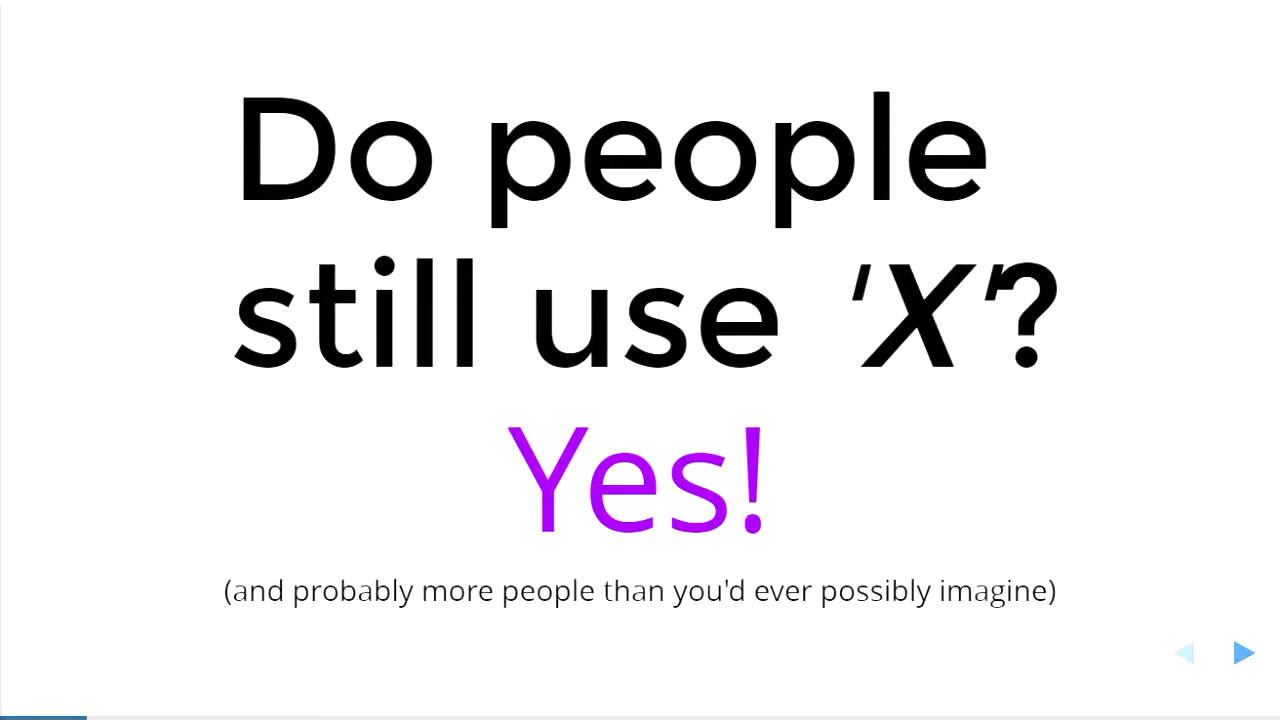 Do people
still use 'X'?
Yes!
(and probably more people than you'd ever possibly imagine)